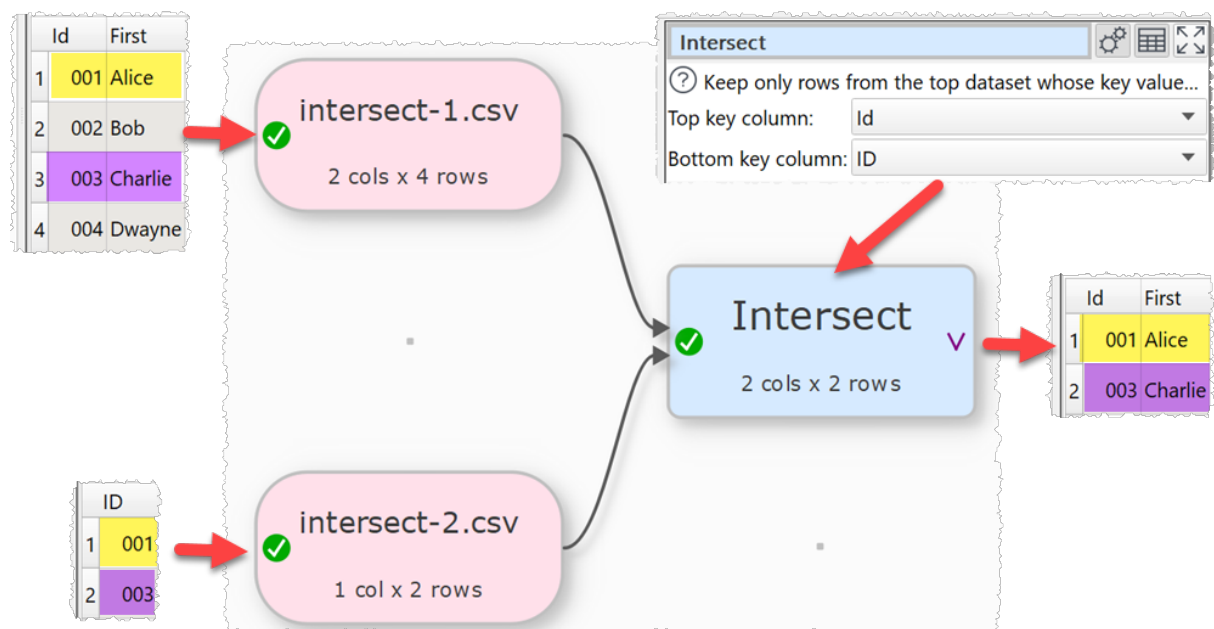 Id First
1 001 Alice
2 002 Bob
3 003 Charlie
4 004 Dwayne
intersect-1.csv
2 cols x 4 rows
Intersect
? Keep only rows from the top dataset whose key value...
Top key column: Id
Bottom key column: ID
Intersect
2 cols x 2 rows
Id First
1 001 Alice
2 003 Charlie
ID
1 001
2 003
intersect-2.csv
1 col x 2 rows